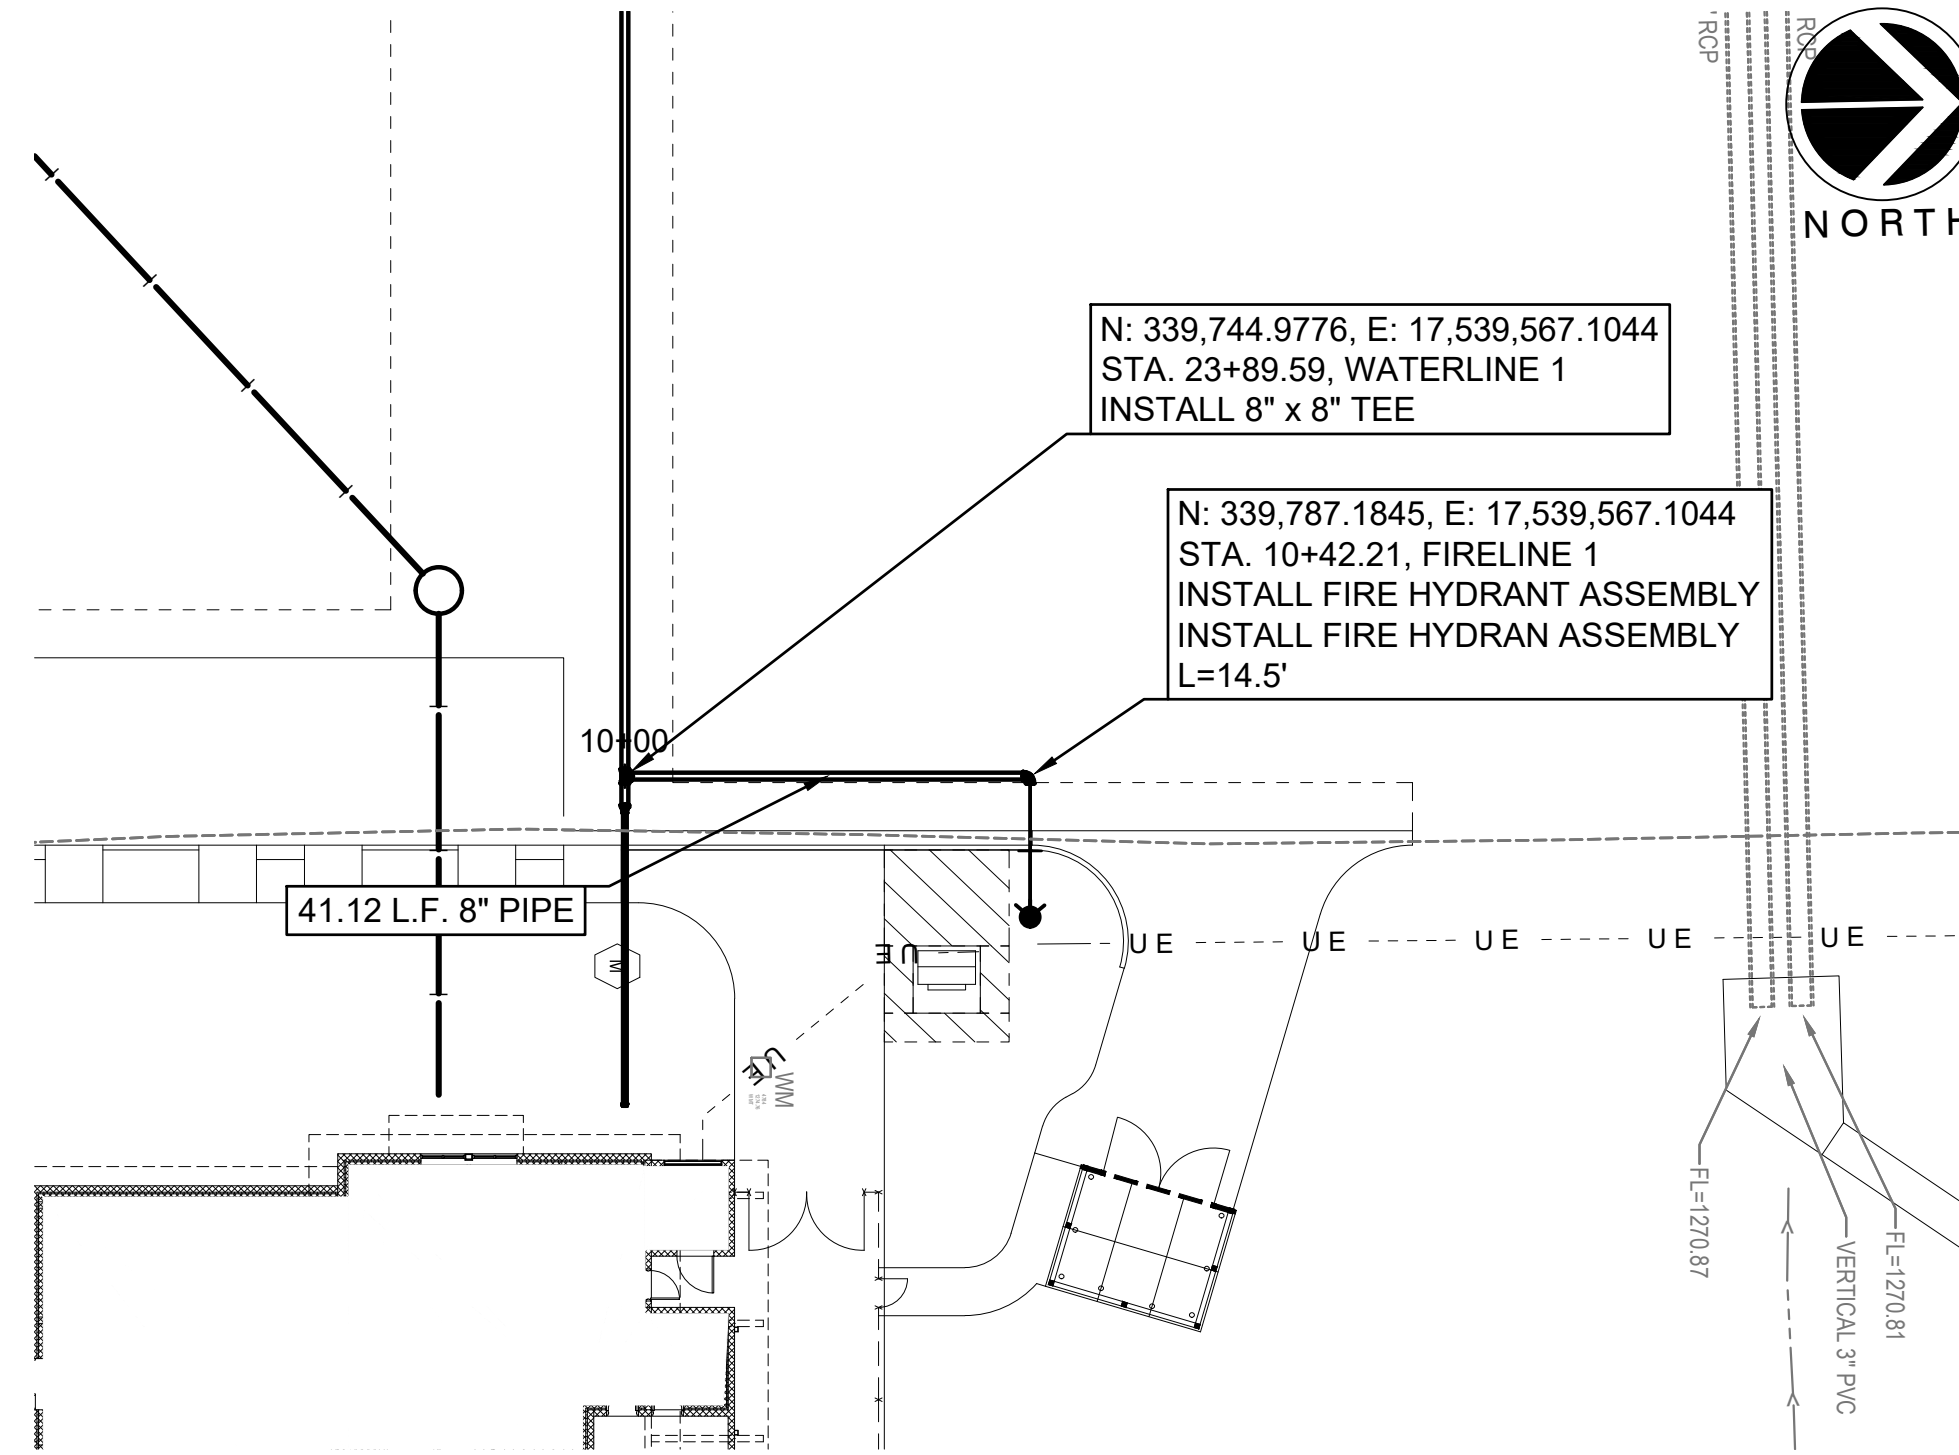 RCP
RCP
NORTH
N: 339,744.9776, E: 17,539,567.1044
STA. 23+89.59, WATERLINE 1
INSTALL 8" x 8" TEE
N: 339,787.1845, E: 17,539,567.1044
STA. 10+42.21, FIRELINE 1
INSTALL FIRE HYDRANT ASSEMBLY
INSTALL FIRE HYDRAN ASSEMBLY
L=14.5'
10+00
41.12 L.F. 8" PIPE
M
UE
UE
UE
UE
UE
UE
UE
WM
FL=1270.87
VERTICAL 3" PVC
FL=1270.81